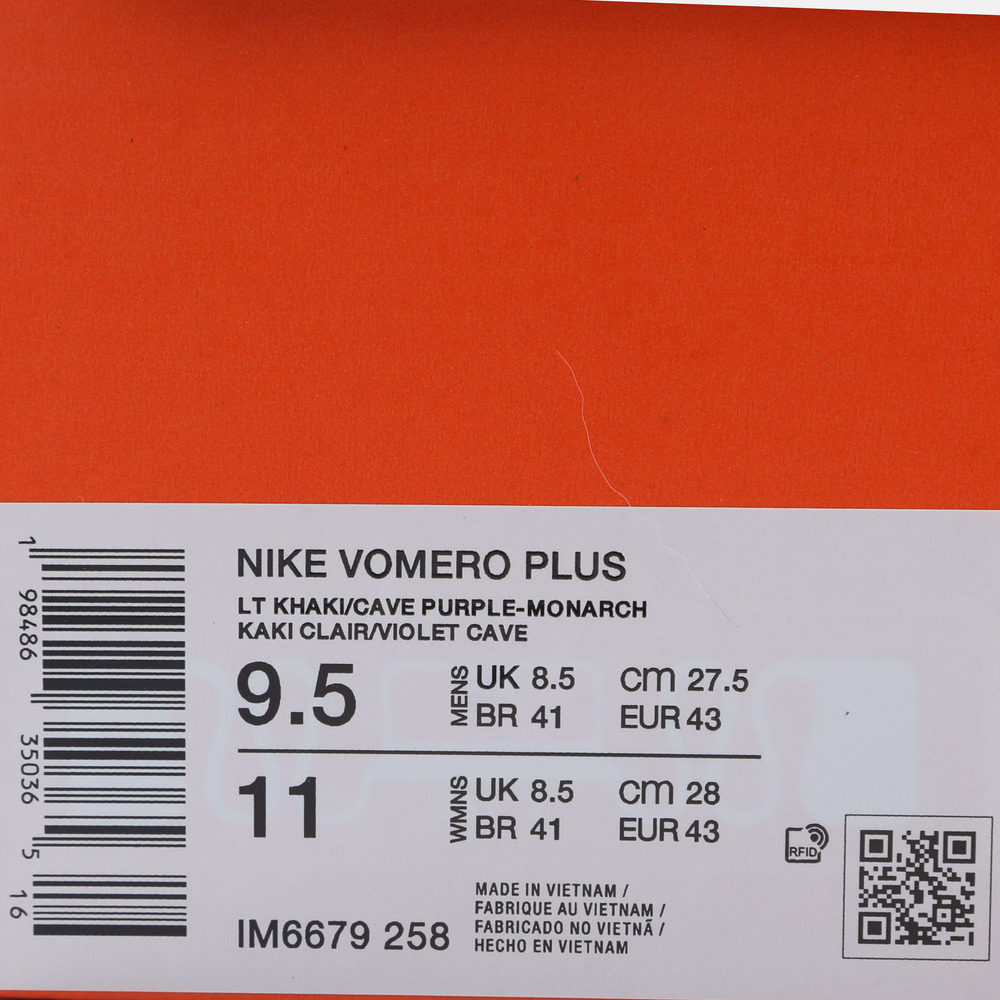 NIKE VOMERO PLUS
LT KHAKI/CAVE PURPLE-MONARCH
KAKI CLAIR/VIOLET CAVE
9.5
MENS
UK 8.5 CM 27.5
BR 41 EUR 43
11
WMNS
UK 8.5 CM 28
BR 41 EUR 43
RFID
MADE IN VIETNAM /
FABRIQUE AU VIETNAM /
FABRICADO NO VIETNÃ /
HECHO EN VIETNAM
IM6679 258
1 98486 35036 5 16